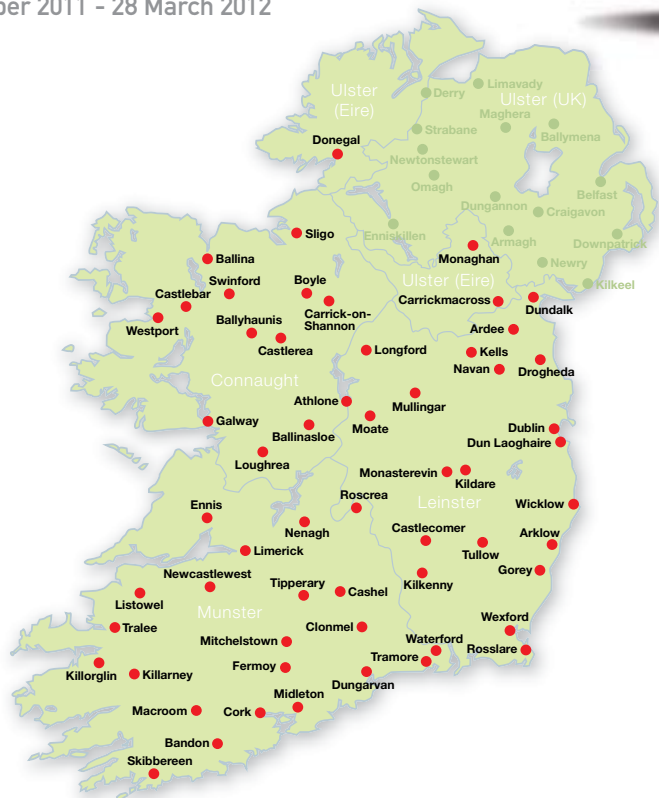 ber 2011 - 28 March 2012
Ulster
(Eire)
Limavady
Derry
Ulster (UK)
Maghera
Strabane
Ballymena
Donegal
Newtonstewart
Omagh
Belfast
Dungannon
Craigavon
Sligo
Enniskillen
Armagh
Downpatrick
Monaghan
Ballina
Newry
Ulster (Eire)
Swinford
Boyle
Kilkeel
Castlebar
Carrickmacross
Carrick-on-
Shannon
Dundalk
Westport
Ballyhaunis
Ardee
Castlerea
Longford
Kells
Navan
Drogheda
Connaught
Athlone
Mullingar
Galway
Ballinasloe
Moate
Dublin
Dun Laoghaire
Loughrea
Monasterevin
Kildare
Roscrea
Leinster
Wicklow
Ennis
Nenagh
Castlecomer
Arklow
Limerick
Tullow
Newcastlewest
Tipperary
Cashel
Kilkenny
Gorey
Listowel
Munster
Wexford
Tralee
Clonmel
Mitchelstown
Waterford
Tramore
Rosslare
Fermoy
Killorglin
Killarney
Dungarvan
Midleton
Macroom
Cork
Bandon
Skibbereen